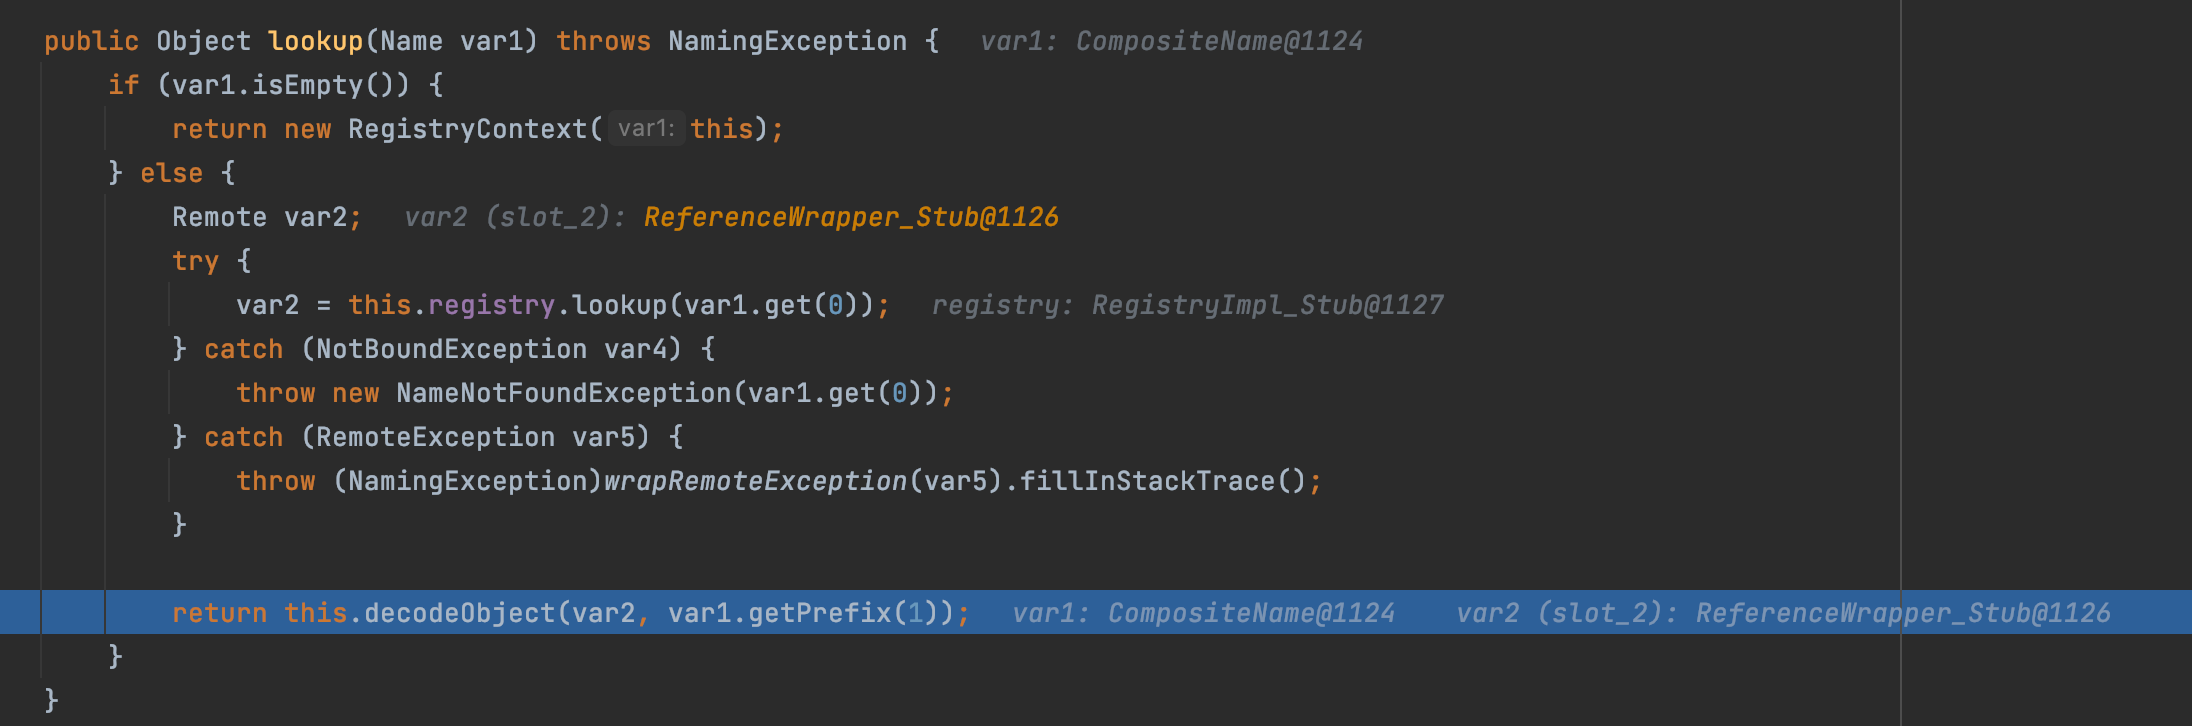 public Object lookup(Name var1) throws NamingException {   var1: CompositeName@1124
    if (var1.isEmpty()) {
        return new RegistryContext( var1: this);
    } else {
        Remote var2;   var2 (slot_2): ReferenceWrapper_Stub@1126
        try {
            var2 = this.registry.lookup(var1.get(0));   registry: RegistryImpl_Stub@1127
        } catch (NotBoundException var4) {
            throw new NameNotFoundException(var1.get(0));
        } catch (RemoteException var5) {
            throw (NamingException)wrapRemoteException(var5).fillInStackTrace();
        }

        return this.decodeObject(var2, var1.getPrefix(1));   var1: CompositeName@1124    var2 (slot_2): ReferenceWrapper_Stub@1126
    }
}